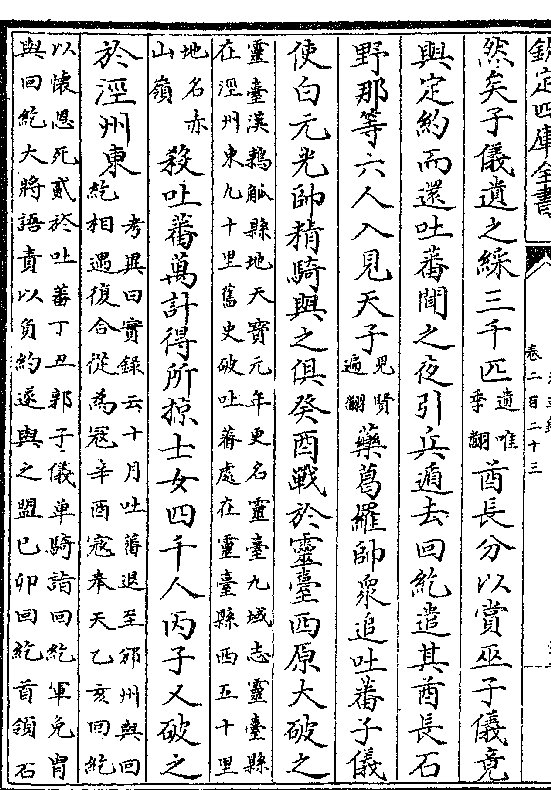 欽定四庫全書
卷二百二十三
然矣子儀遺之綵三千匹遺唯季翻酋長分以賞巫子儀竟
與定約而還吐蕃聞之夜引兵遁去回紇遣其酋長石
野那等六人入見天子見賢遍翻藥葛羅帥衆追吐蕃子儀
使白元光帥精騎與之俱癸酉戰於靈臺西原大破之
靈臺漢鶉觚縣地天寶元年更名靈臺九域志靈臺縣
在涇州東九十里舊史破吐蕃處在靈臺縣西五十里
地名赤山嶺殺吐蕃萬計得所掠士女四千人丙子又破之
於涇州東考異曰實錄云十月吐蕃退至邠州與回
紇相遇復合從為寇辛酉寇奉天乙亥回紇
以懷恩死貳於吐蕃丁丑郭子儀單騎詣回紇軍免胄
與回紇大將語責以負約遂與之盟已卯回紇首領石